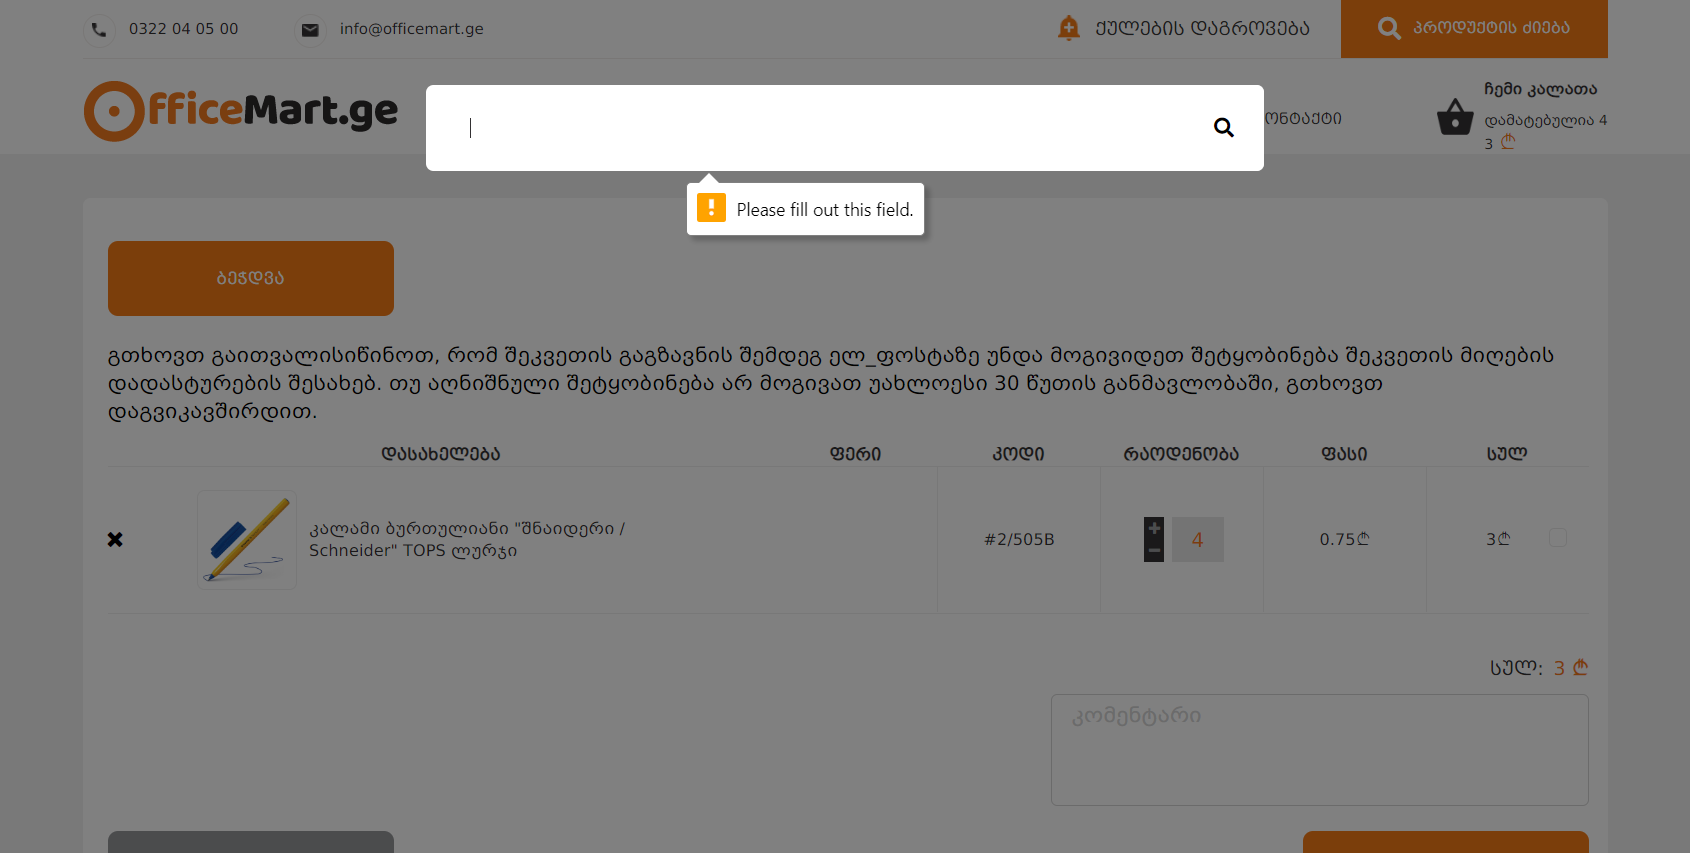 0322 04 05 00
info@officemart.ge
ქულების დაგროვება
პროდუქტის ძიება
OfficeMart.ge
ონტაქტი
ჩემი კალათა
დამატებულია 4
3 ₾
Please fill out this field.
ბეჭდვა
გთხოვთ გაითვალისიწინოთ, რომ შეკვეთის გაგზავნის შემდეგ ელ_ფოსტაზე უნდა მოგივიდეთ შეტყობინება შეკვეთის მიღების
დადასტურების შესახებ. თუ აღნიშნული შეტყობინება არ მოგივათ უახლოესი 30 წუთის განმავლობაში, გთხოვთ
დაგვიკავშირდით.
დასახელება ფერი კოდი რაოდენობა ფასი სულ
კალამი ბურთულიანი "შნაიდერი /
Schneider" TOPS ლურჯი
#2/505B
4
0.75₾
3₾
სულ: 3 ₾
კომენტარი